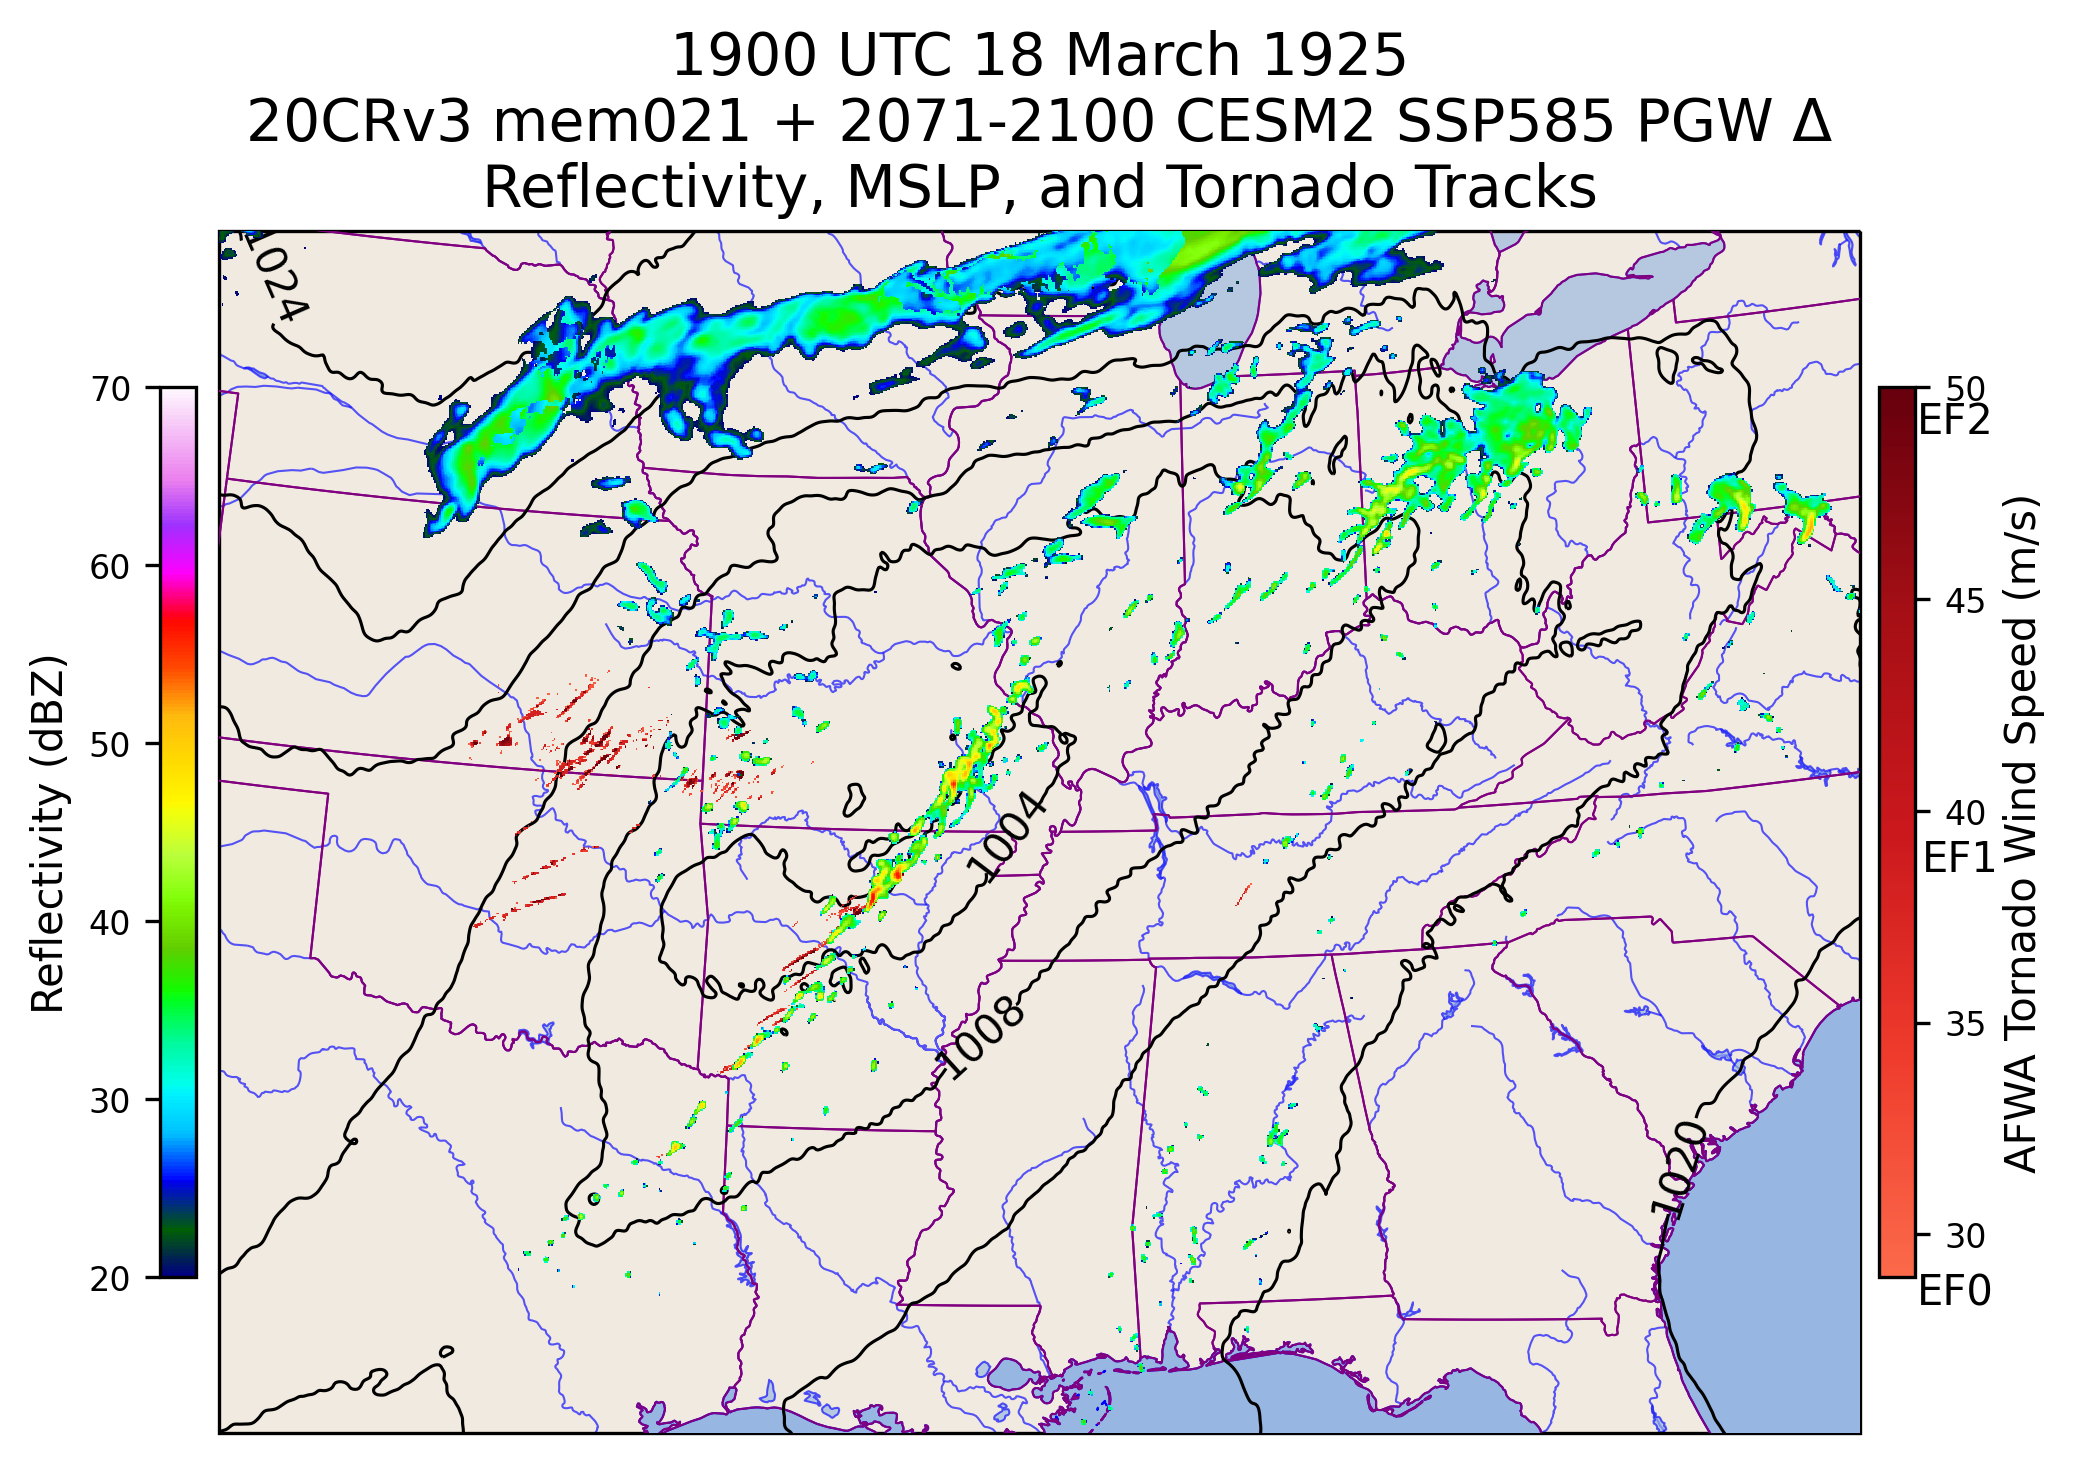 1900 UTC 18 March 1925
20CRv3 mem021 + 2071-2100 CESM2 SSP585 PGW Δ
Reflectivity, MSLP, and Tornado Tracks
1024
1004
1008
1020
70
60
50
40
30
20
Reflectivity (dBZ)
50
EF2
45
40
EF1
35
30
EF0
AFWA Tornado Wind Speed (m/s)